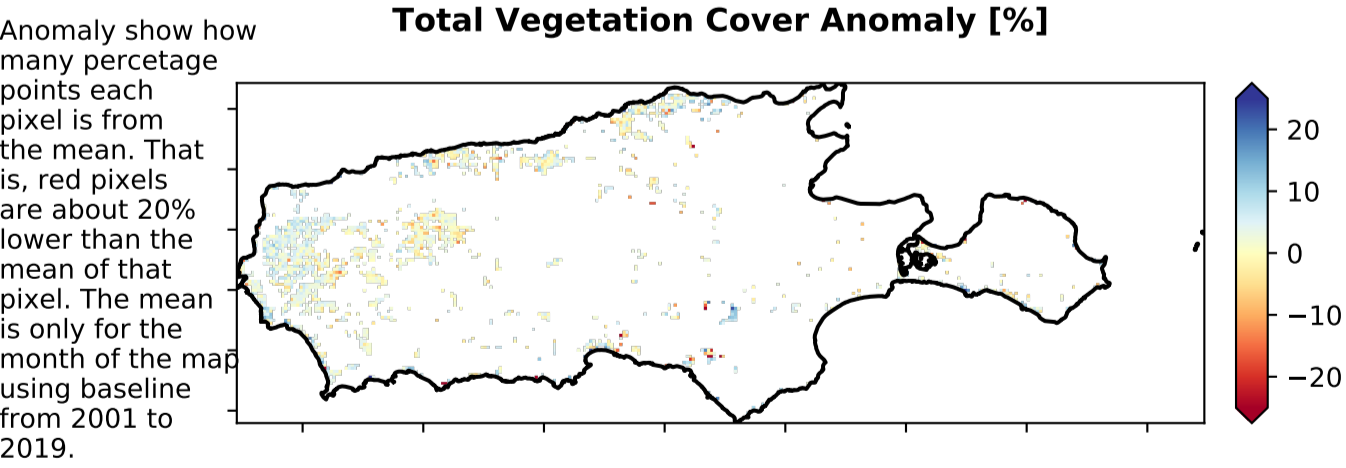 Total Vegetation Cover Anomaly [%]
Anomaly show how
many percetage
points each
pixel is from
the mean. That
is, red pixels
are about 20%
lower than the
mean of that
pixel. The mean
is only for the
month of the map
using baseline
from 2001 to
2019.
20
10
0
−10
−20